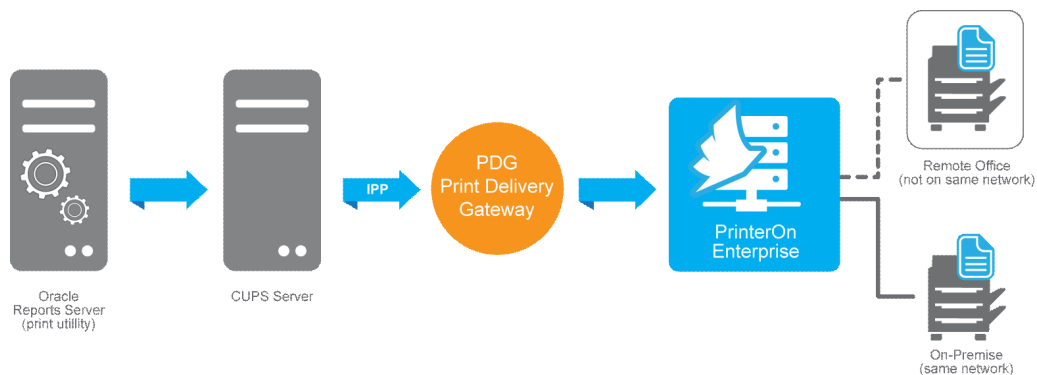 Oracle
Reports Server
(print utillity)
CUPS Server
IPP
PDG
Print Delivery
Gateway
PrinterOn
Enterprise
Remote Office
(not on same network)
On-Premise
(same network)